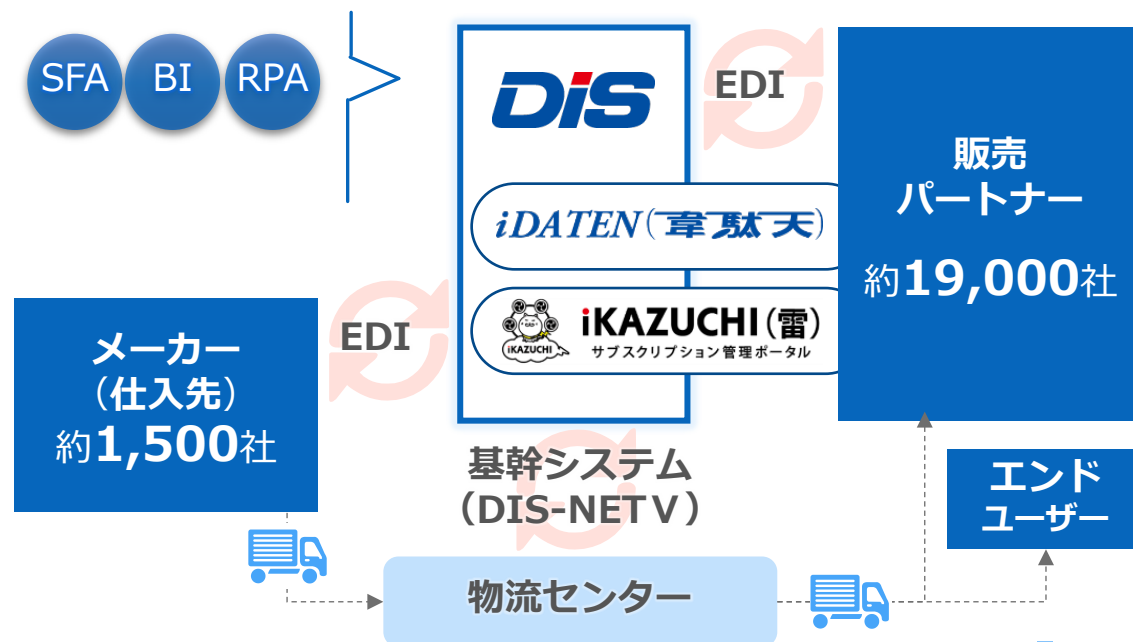 SFA
BI
RPA
DiS
EDI
販売
パートナー
約19,000社
iDATEN(韋駄天)
iKAZUCHI
iKAZUCHI(雷)
サブスクリプション管理ポータル
EDI
メーカー
（仕入先）
約1,500社
基幹システム
（DIS-NETⅤ）
エンド
ユーザー
物流センター